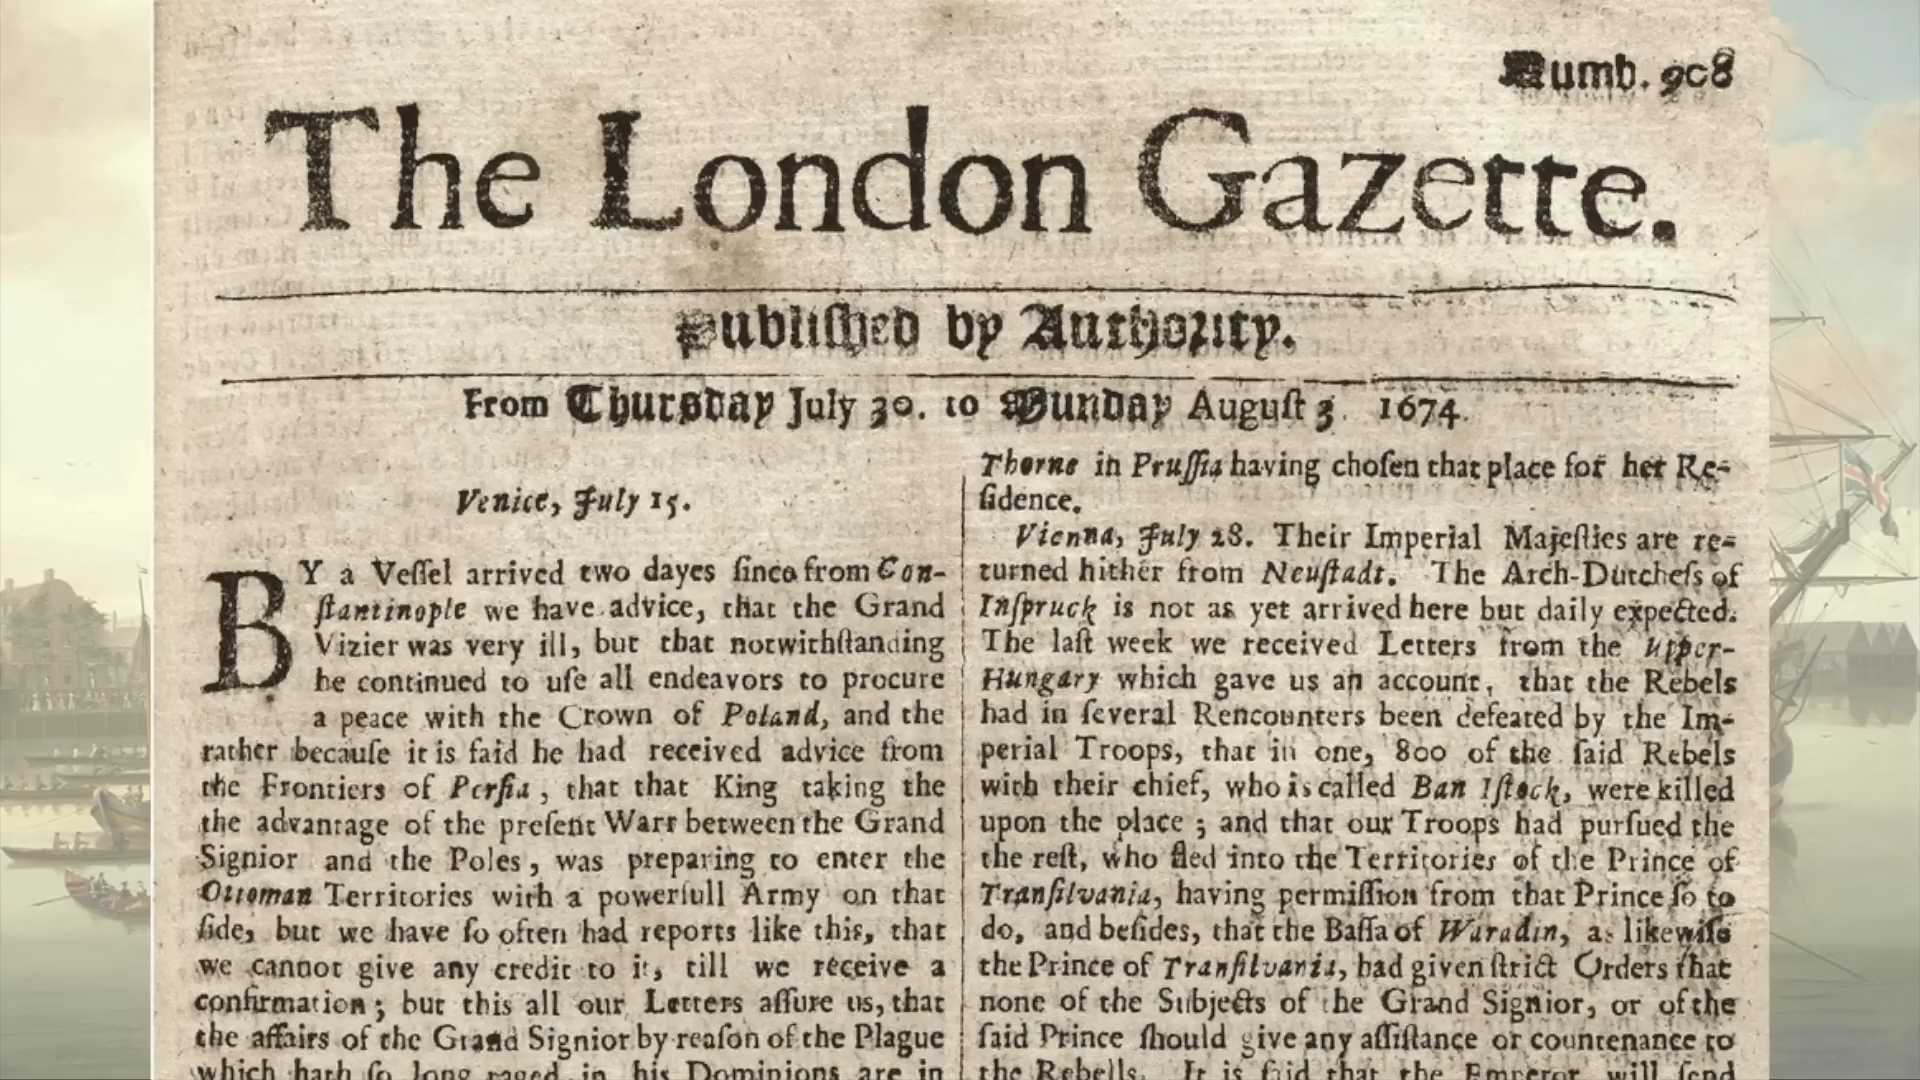 Numb. 908
The London Gazette.
Publiſhed by Authority.
From Thurſday July 30. to Munday Auguſt 3. 1674.
Venice, July 15.
BY a Veſſel arrived two dayes ſince from Con-
ſtantinople we have advice, that the Grand
Vizier was very ill, but that notwithſtanding
he continued to uſe all endeavors to procure
a peace with the Crown of Poland, and the
rather becauſe it is ſaid he had received advice from
the Frontiers of Perſia, that that King taking the
the advantage of the preſent Warr between the Grand
Signior and the Poles, was preparing to enter the
Ottoman Territories with a powerfull Army on that
ſide, but we have ſo often had reports like this, that
we cannot give any credit to it, till we receive a
confirmation; but this all our Letters aſſure us, that
the affairs of the Grand Signior by reaſon of the Plague
which hath ſo long raged in his Dominions are in
Thorne in Pruſſia having choſen that place for her Re-
ſidence.
Vienna, July 28. Their Imperial Majeſties are re-
turned hither from Neuſtadt. The Arch-Dutcheſs of
Inſpruck is not as yet arrived here but daily expected.
The laſt week we received Letters from the Upper-
Hungary which gave us an account, that the Rebels
had in ſeveral Rencounters been defeated by the Im-
perial Troops, that in one, 800 of the ſaid Rebels
with their chief, who is called Ban Iſtock, were killed
upon the place; and that our Troops had purſued the
the reſt, who fled into the Territories of the Prince of
Tranſilvania, having permiſſion from that Prince ſo to
do, and beſides, that the Baſſa of Waradin, as likewiſe
the Prince of Tranſilvania, had given ſtrict Orders that
none of the Subjects of the Grand Signior, or of the
ſaid Prince ſhould give any aſſiſtance or countenance to
the Rebells. It is ſaid that the Emperor will ſend